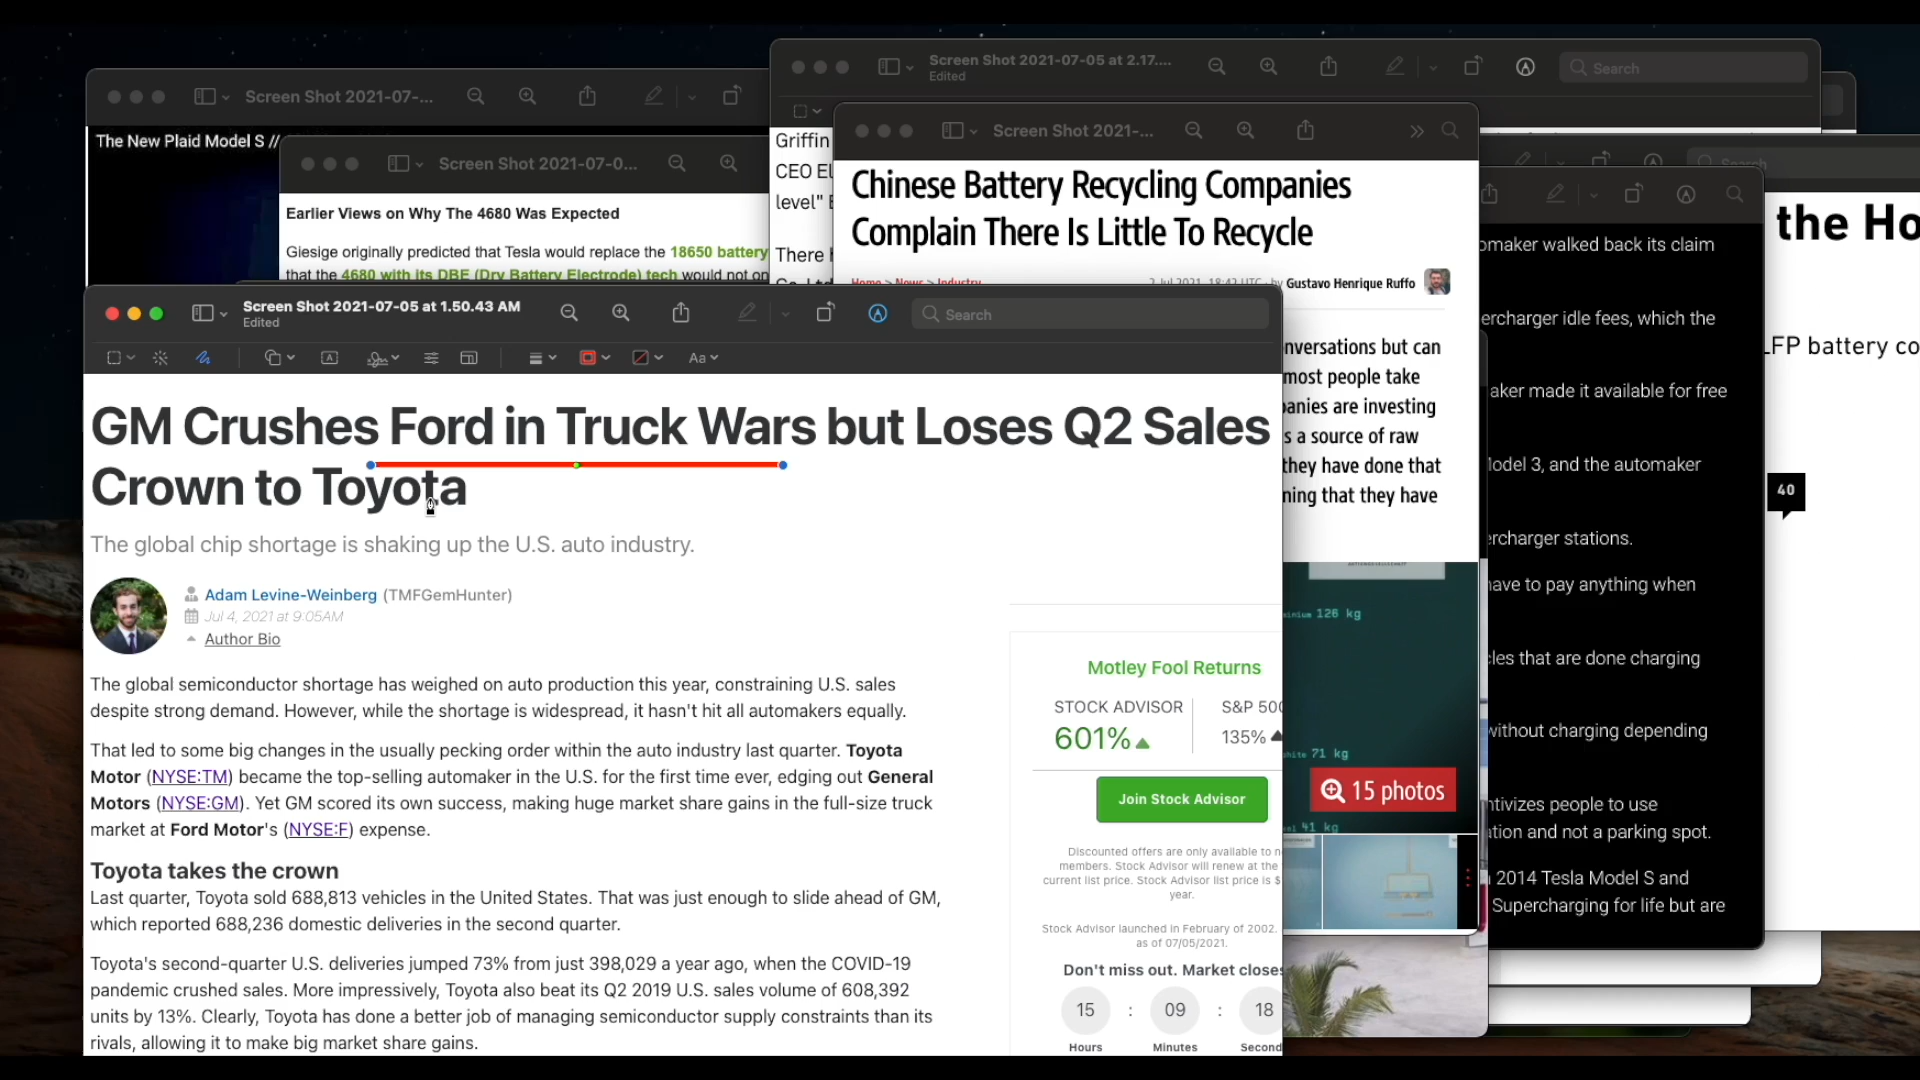 Screen Shot 2021-07-05 at 2.17....
Edited
Search
Screen Shot 2021-07-...
The New Plaid Model S //
Screen Shot 2021-07-0...
Earlier Views on Why The 4680 Was Expected
Giesige originally predicted that Tesla would replace the 18650 battery
that the 4680 with its DBE (Dry Battery Electrode) tech would not on
Griffin
CEO El
level" E
There
Screen Shot 2021-...
Chinese Battery Recycling Companies
Complain There Is Little To Recycle
Home > News > Industry
2 Jul 2021, 18:42 UTC · by Gustavo Henrique Ruffo
nversations but can
most people take
panies are investing
s a source of raw
they have done that
ning that they have
minium 126 kg
hite 71 kg
41 kg
15 photos
Search
omaker walked back its claim
ercharger idle fees, which the
aker made it available for free
Model 3, and the automaker
ercharger stations.
have to pay anything when
cles that are done charging
without charging depending
ntivizes people to use
ation and not a parking spot.
2014 Tesla Model S and
Supercharging for life but are
the Ho
LFP battery co
40
Screen Shot 2021-07-05 at 1.50.43 AM
Edited
Search
Aa
GM Crushes Ford in Truck Wars but Loses Q2 Sales
Crown to Toyota
The global chip shortage is shaking up the U.S. auto industry.
Adam Levine-Weinberg (TMFGemHunter)
Jul 4, 2021 at 9:05AM
Author Bio
The global semiconductor shortage has weighed on auto production this year, constraining U.S. sales
despite strong demand. However, while the shortage is widespread, it hasn't hit all automakers equally.
That led to some big changes in the usually pecking order within the auto industry last quarter. Toyota
Motor (NYSE:TM) became the top-selling automaker in the U.S. for the first time ever, edging out General
Motors (NYSE:GM). Yet GM scored its own success, making huge market share gains in the full-size truck
market at Ford Motor's (NYSE:F) expense.
Toyota takes the crown
Last quarter, Toyota sold 688,813 vehicles in the United States. That was just enough to slide ahead of GM,
which reported 688,236 domestic deliveries in the second quarter.
Toyota's second-quarter U.S. deliveries jumped 73% from just 398,029 a year ago, when the COVID-19
pandemic crushed sales. More impressively, Toyota also beat its Q2 2019 U.S. sales volume of 608,392
units by 13%. Clearly, Toyota has done a better job of managing semiconductor supply constraints than its
rivals, allowing it to make big market share gains.
Motley Fool Returns
STOCK ADVISOR
S&P 500
601%
135%
Join Stock Advisor
Discounted offers are only available to n
members. Stock Advisor will renew at the
current list price. Stock Advisor list price is $
year.
Stock Advisor launched in February of 2002.
as of 07/05/2021.
Don't miss out. Market closes
15 : 09 : 18
Hours Minutes Second